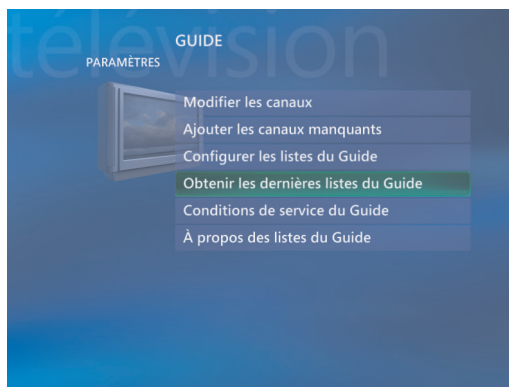 télévision
GUIDE
PARAMÈTRES
Modifier les canaux
Ajouter les canaux manquants
Configurer les listes du Guide
Obtenir les dernières listes du Guide
Conditions de service du Guide
À propos des listes du Guide